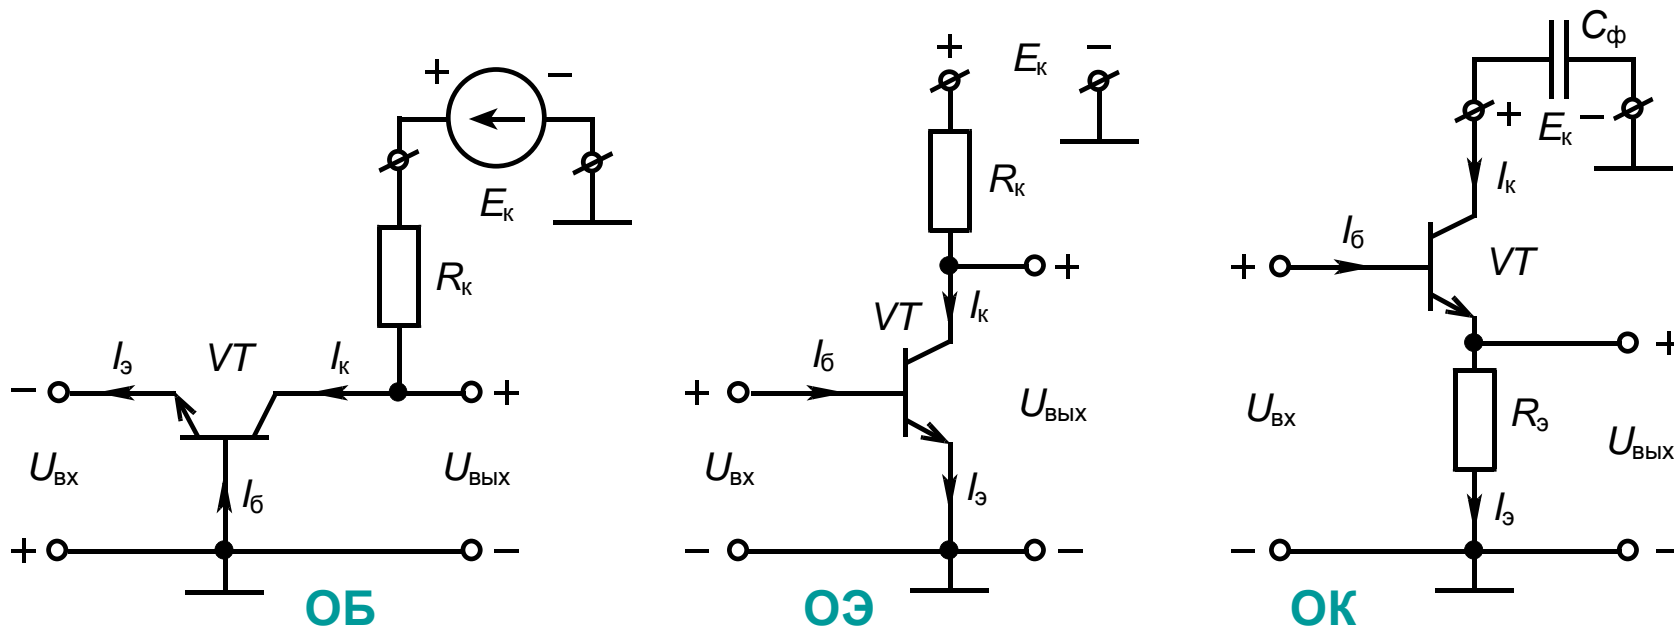 + −
Eк
Rк
Iэ VT Iк
− +
Uвх Uвых
Iб
+ −
ОБ
+ Eк −
Rк
+
VT Iк
Iб
+
Uвх Uвых
Iэ
− −
ОЭ
Cф
+ Eк −
Iк
Iб
+ VT
+
Uвх Rэ Uвых
Iэ
− −
ОК